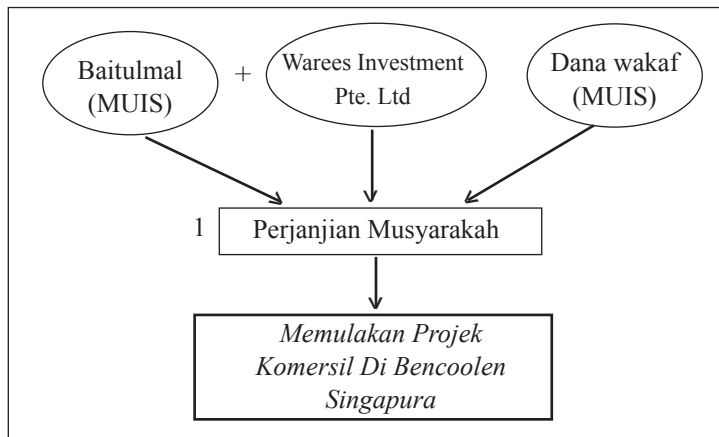 Baitulmal
(MUIS)
+
Warees Investment
Pte. Ltd
Dana wakaf
(MUIS)
1
Perjanjian Musyarakah
Memulakan Projek
Komersil Di Bencoolen
Singapura